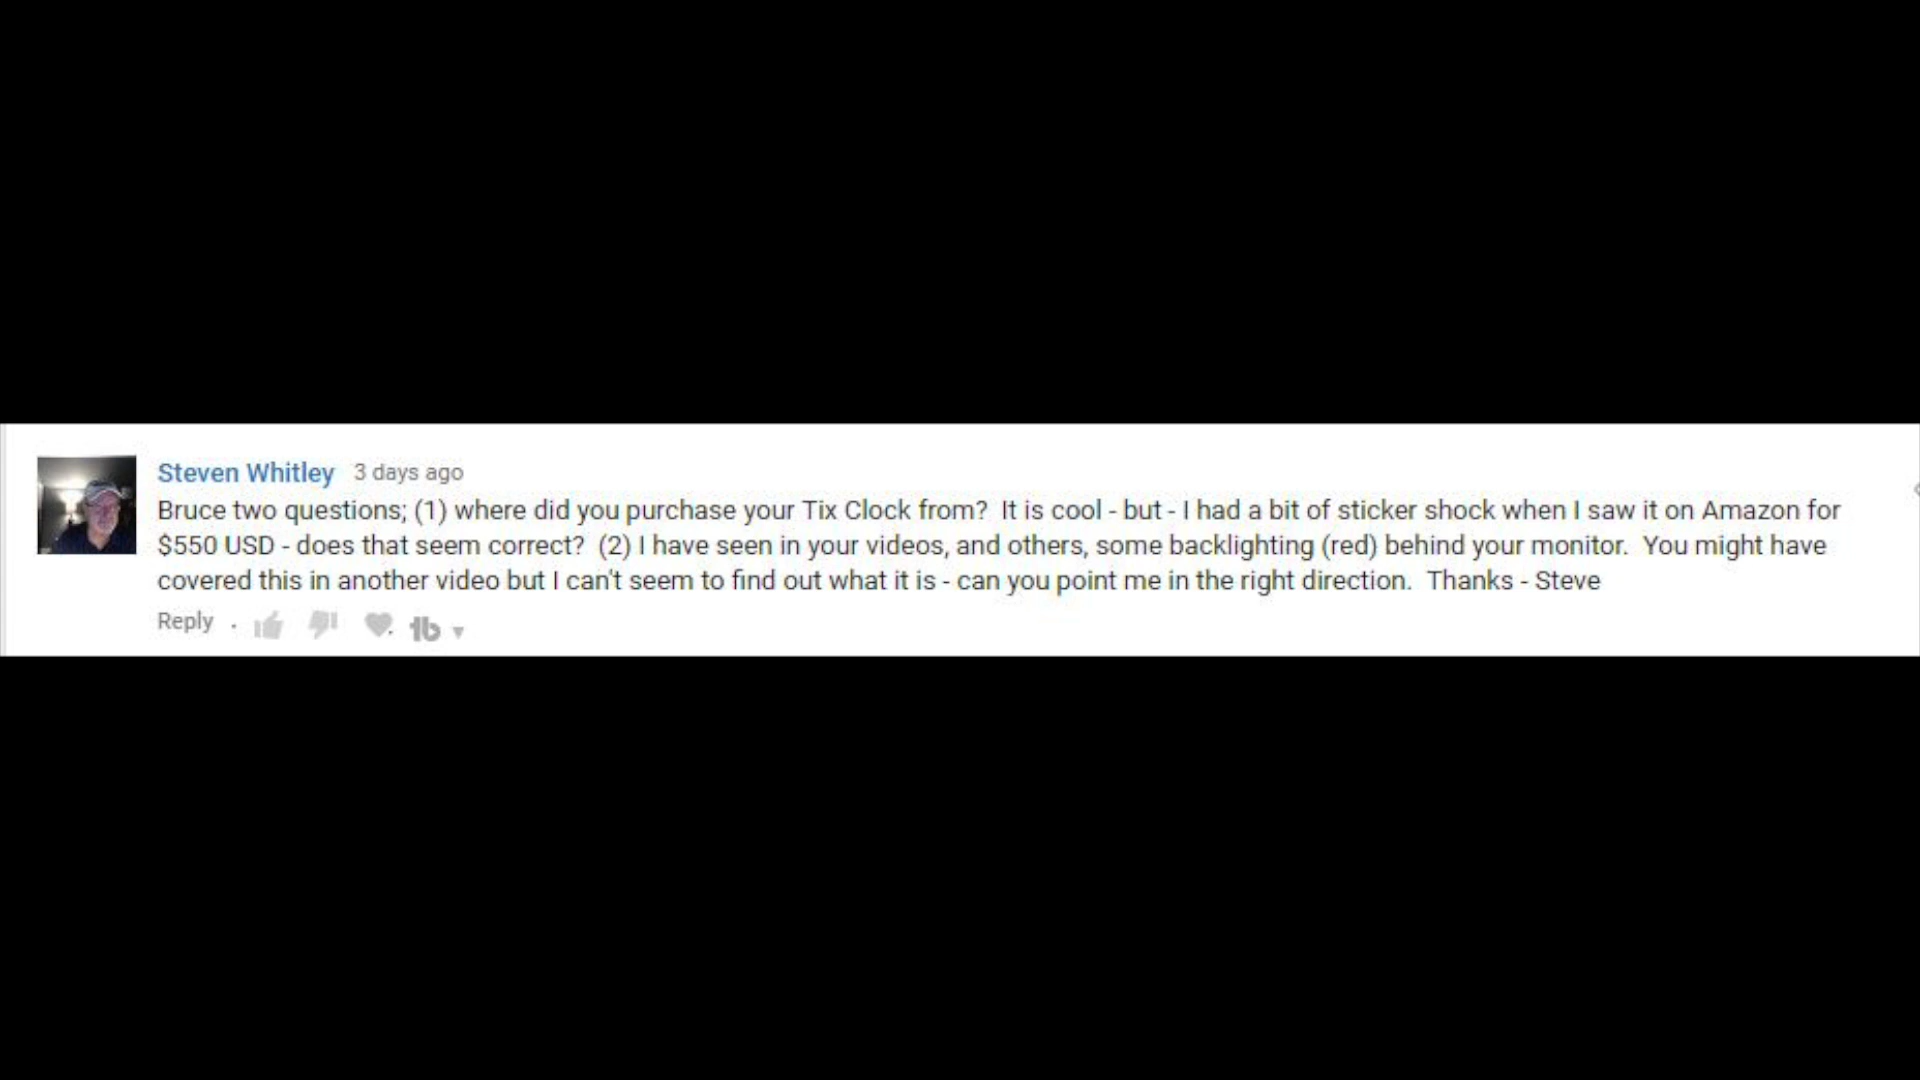 Steven Whitley 3 days ago
Bruce two questions; (1) where did you purchase your Tix Clock from?  It is cool - but - I had a bit of sticker shock when I saw it on Amazon for
$550 USD - does that seem correct?  (2) I have seen in your videos, and others, some backlighting (red) behind your monitor.  You might have
covered this in another video but I can't seem to find out what it is - can you point me in the right direction.  Thanks - Steve
Reply . tb